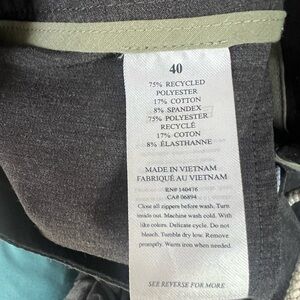 40
75% RECYCLED
POLYESTER
17% COTTON
8% SPANDEX
75% POLYESTER
RECYCLÉ
17% COTON
8% ÉLASTHANNE
MADE IN VIETNAM
FABRIQUÉ AU VIETNAM
RN# 140476
CA# 06894
Close all zippers before wash. Turn
inside out. Machine wash cold. With
like colors. Delicate cycle. Do not
bleach. Tumble dry low. Remove
promptly. Warm iron when needed.
SEE REVERSE FOR MORE